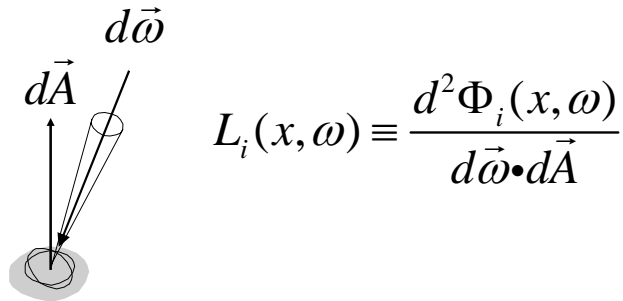 dω⃗
dA⃗
L_i(x, ω) ≡ d²Φ_i(x, ω) / dω⃗•dA⃗